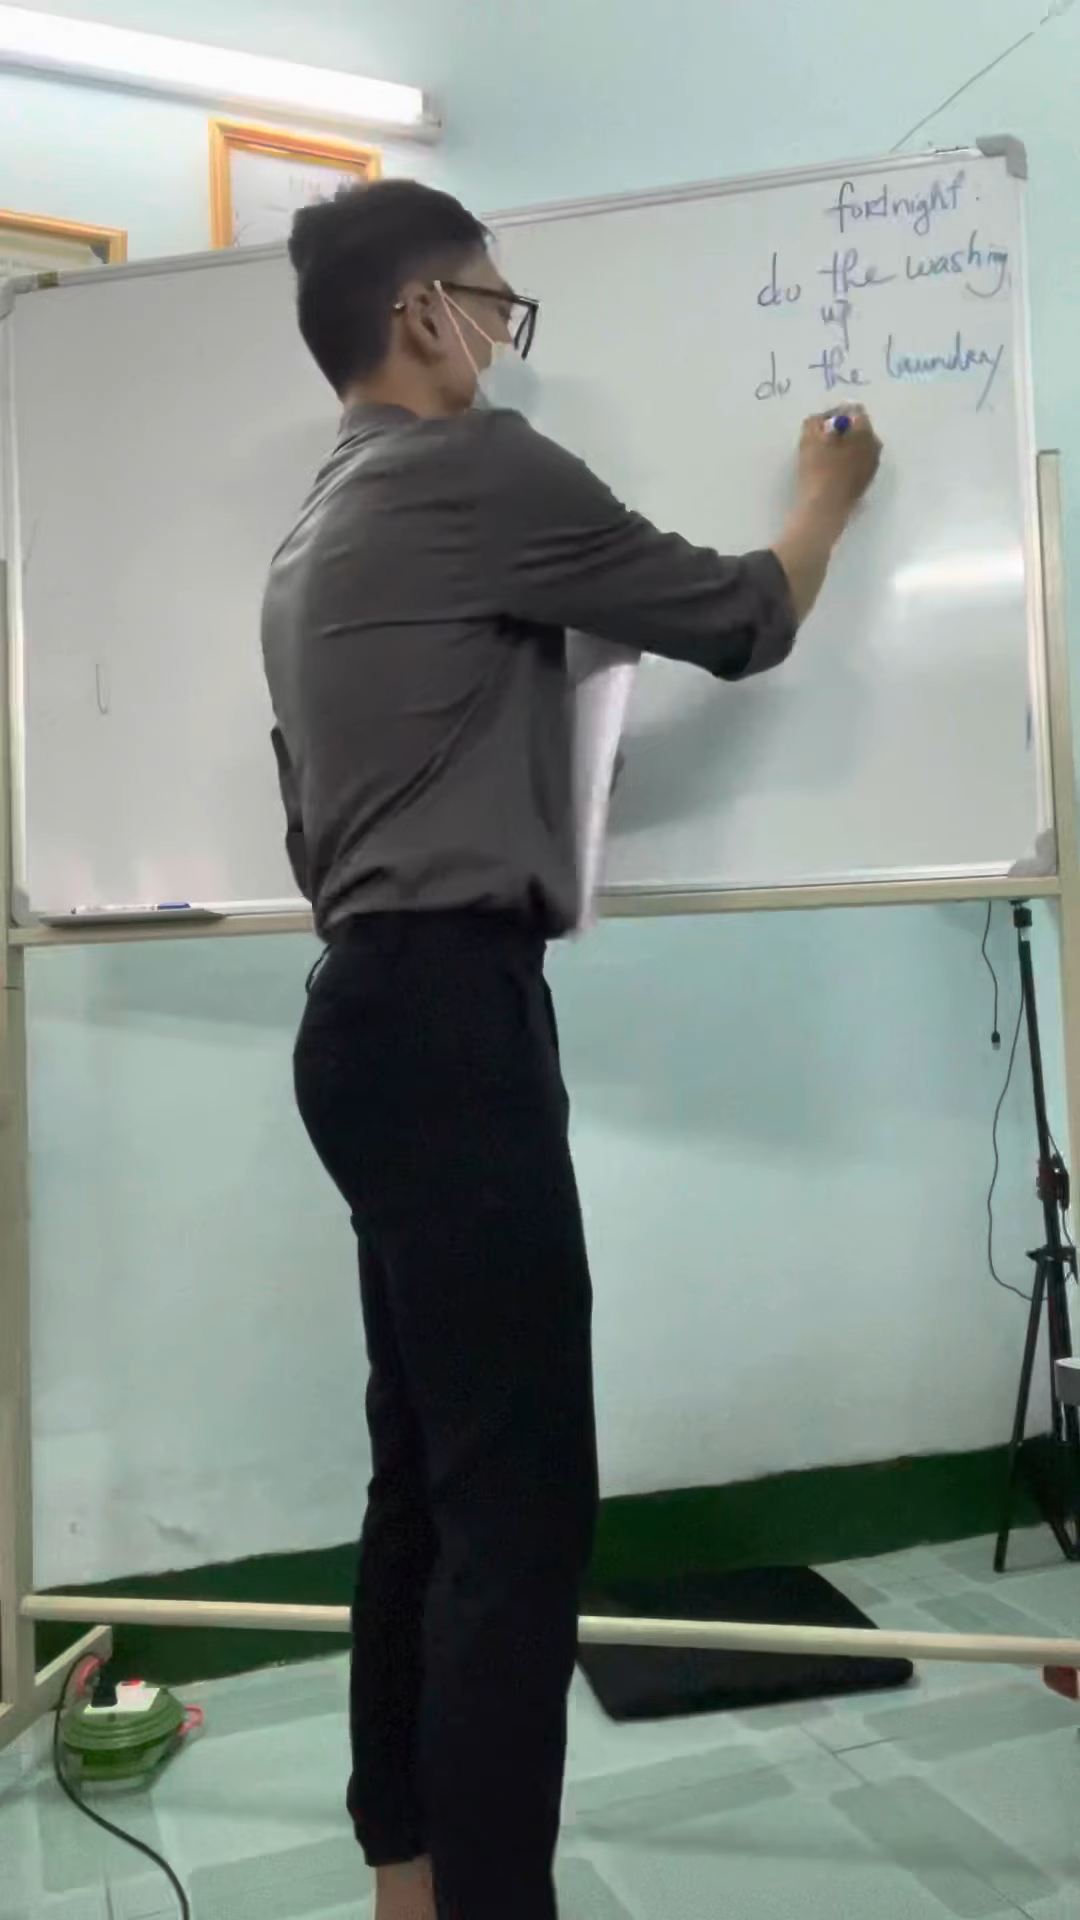 fortnight.
do the washing
up
do the laundry